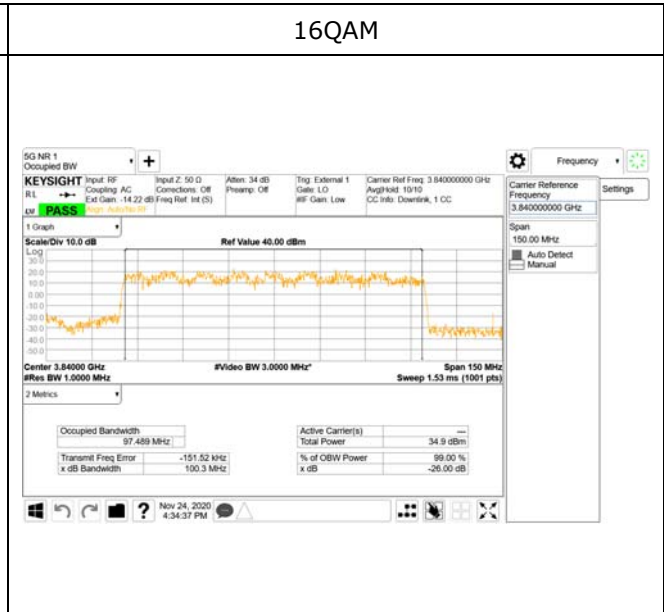 16QAM
5G NR 1
Occupied BW
+
Frequency
KEYSIGHT Input: RF Input Z: 50 Ω Atten: 34 dB Trig: External 1 Carrier Ref Freq: 3.840000000 GHz
RL Coupling: AC Corrections: Off Preamp: Off Gate: LO Avg|Hold: 10/10
Ext Gain: -14.22 dB Freq Ref: Int (S) #IF Gain: Low CC Info: Downlink, 1 CC
PASS Align: Auto/No RF
Carrier Reference
Frequency
3.840000000 GHz
Settings
Span
150.00 MHz
Auto Detect
Manual
1 Graph
Scale/Div 10.0 dB Ref Value 40.00 dBm
Log
30.0
20.0
10.0
0.00
-10.0
-20.0
-30.0
-40.0
-50.0
Center 3.84000 GHz #Video BW 3.0000 MHz* Span 150 MHz
#Res BW 1.0000 MHz Sweep 1.53 ms (1001 pts)
2 Metrics
Occupied Bandwidth Active Carrier(s) ---
97.489 MHz Total Power 34.9 dBm
Transmit Freq Error -151.52 kHz % of OBW Power 99.00 %
x dB Bandwidth 100.3 MHz x dB -26.00 dB
? Nov 24, 2020
4:34:37 PM